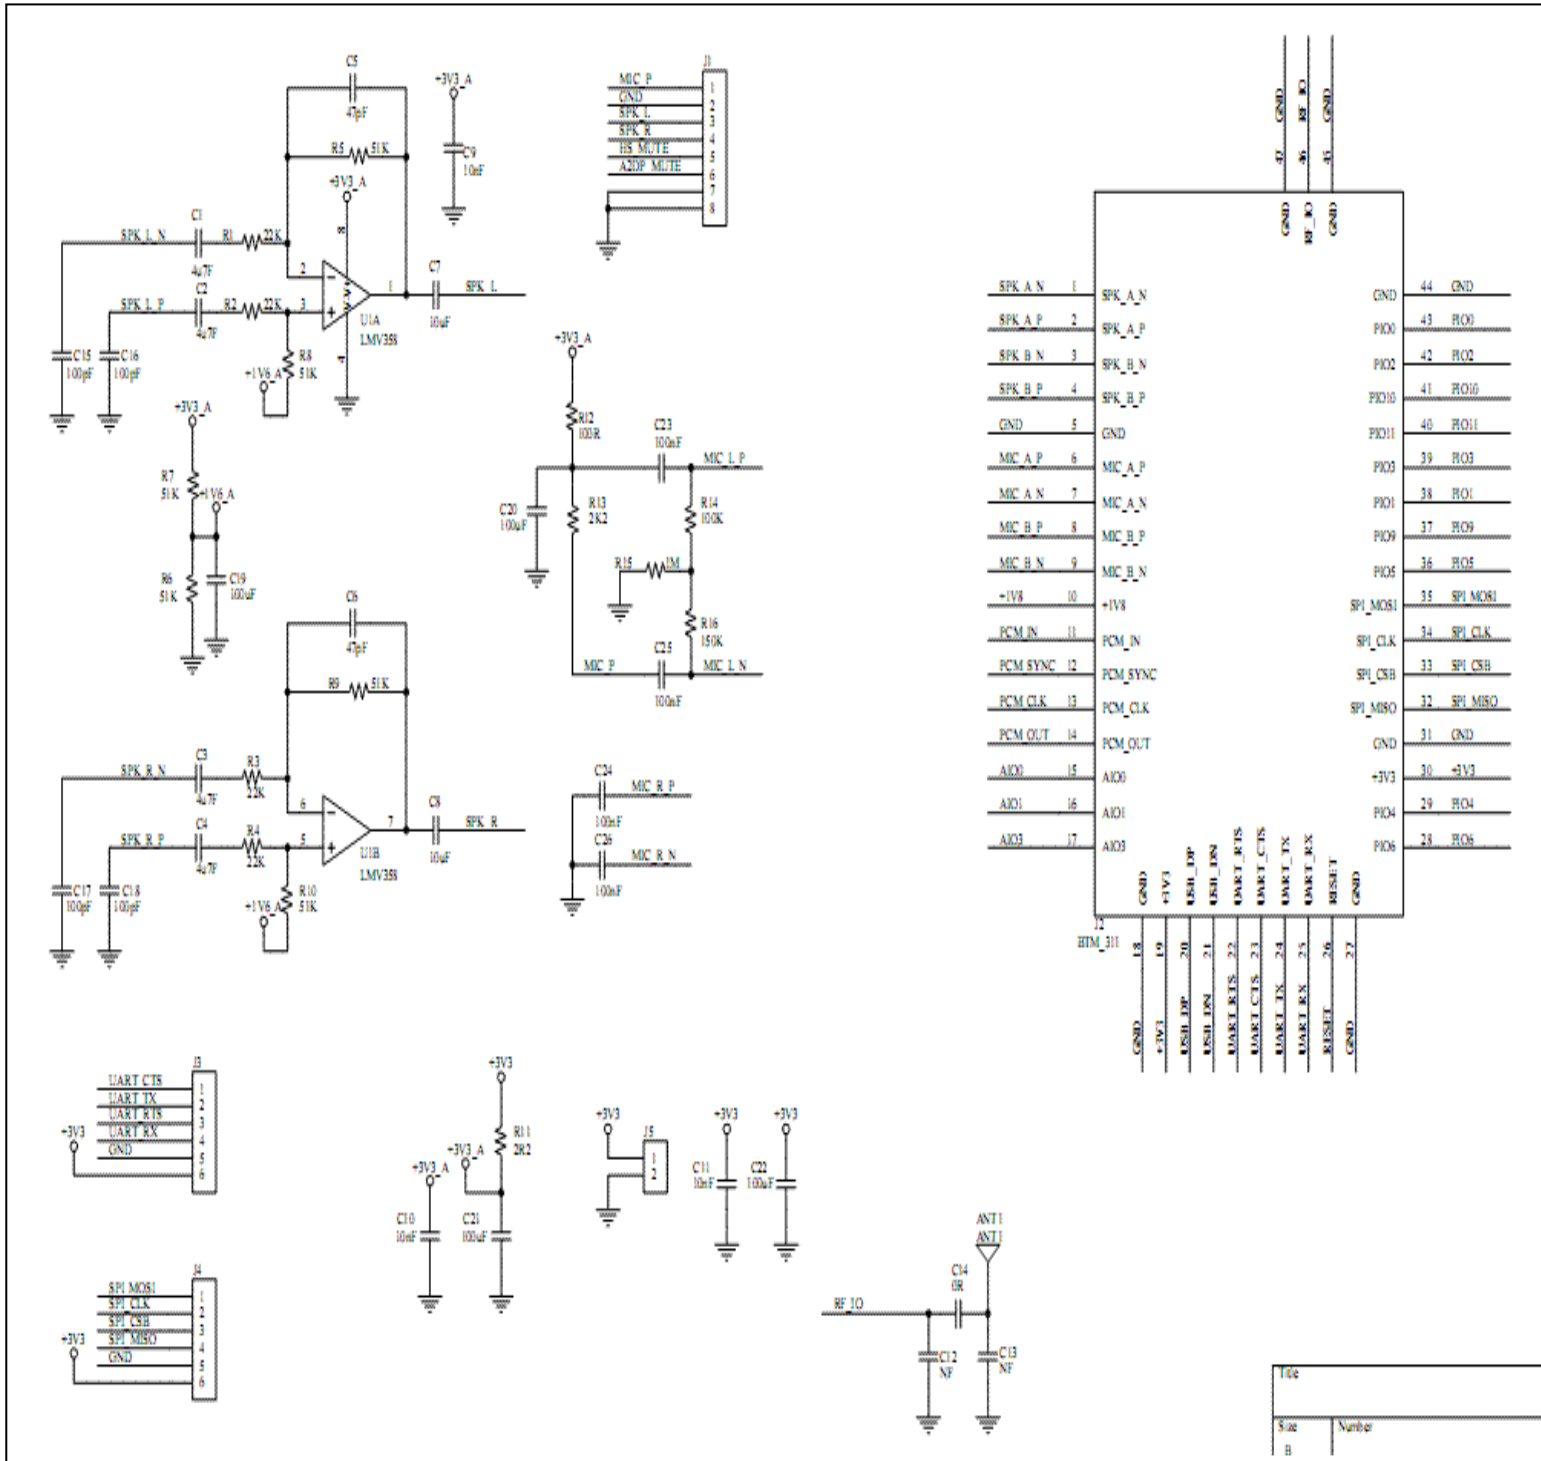 C5
47pF
R5 51K
+3V3_A
+3V3_A
C9
10nF
SPK_L_N
C1
4u7F
R1 22K
SPK_L_P
C2
4u7F
R2 22K
8
2
3
1
4
U1A
LMV358
C7
10uF
SPK_L
C15
100pF
C16
100pF
+1V6_A
R8
51K
+3V3_A
R7
51K
+1V6_A
R6
51K
C19
100uF
C6
47pF
R9 51K
SPK_R_N
C3
4u7F
R3
22K
SPK_R_P
C4
4u7F
R4
22K
6
5
7
U1B
LMV358
C8
10uF
SPK_R
C17
100pF
C18
100pF
+1V6_A
R10
51K
J1
MIC_P 1
GND 2
SPK_L 3
SPK_R 4
HS_MUTE 5
A2DP_MUTE 6
7
8
+3V3_A
R12
100R
C23
100nF
MIC_L_P
C20
100uF
R13
2K2
R14
100K
R15 1M
R16
150K
MIC_P
C25
100nF
MIC_L_N
C24
100nF
MIC_R_P
C26
100nF
MIC_R_N
47 GND
46 RF_IO
45 GND
GND
RF_IO
GND
SPK_A_N 1 SPK_A_N
SPK_A_P 2 SPK_A_P
SPK_B_N 3 SPK_B_N
SPK_B_P 4 SPK_B_P
GND 5 GND
MIC_A_P 6 MIC_A_P
MIC_A_N 7 MIC_A_N
MIC_B_P 8 MIC_B_P
MIC_B_N 9 MIC_B_N
+1V8 10 +1V8
PCM_IN 11 PCM_IN
PCM_SYNC 12 PCM_SYNC
PCM_CLK 13 PCM_CLK
PCM_OUT 14 PCM_OUT
AIO0 15 AIO0
AIO1 16 AIO1
AIO3 17 AIO3
GND 44 GND
PIO0 43 PIO0
PIO2 42 PIO2
PIO10 41 PIO10
PIO11 40 PIO11
PIO3 39 PIO3
PIO1 38 PIO1
PIO9 37 PIO9
PIO5 36 PIO5
SPI_MOSI 35 SPI_MOSI
SPI_CLK 34 SPI_CLK
SPI_CSB 33 SPI_CSB
SPI_MISO 32 SPI_MISO
GND 31 GND
+3V3 30 +3V3
PIO4 29 PIO4
PIO6 28 PIO6
GND 18 GND
+3V3 19 +3V3
USB_DP 20 USB_DP
USB_DN 21 USB_DN
UART_RTS 22 UART_RTS
UART_CTS 23 UART_CTS
UART_TX 24 UART_TX
UART_RX 25 UART_RX
RESET 26 RESET
GND 27 GND
J2
BTM_311
J3
UART_CTS 1
UART_TX 2
UART_RTS 3
UART_RX 4
GND 5
+3V3 6
J4
SPI_MOSI 1
SPI_CLK 2
SPI_CSB 3
SPI_MISO 4
GND 5
+3V3 6
+3V3
R11
2R2
+3V3_A
+3V3_A
C10
10nF
C21
100uF
+3V3
J5
1
2
+3V3
C11
10nF
+3V3
C22
100uF
ANT1
ANT1
C14
0R
RF_IO
C12
NF
C13
NF
Title
Size Number
B